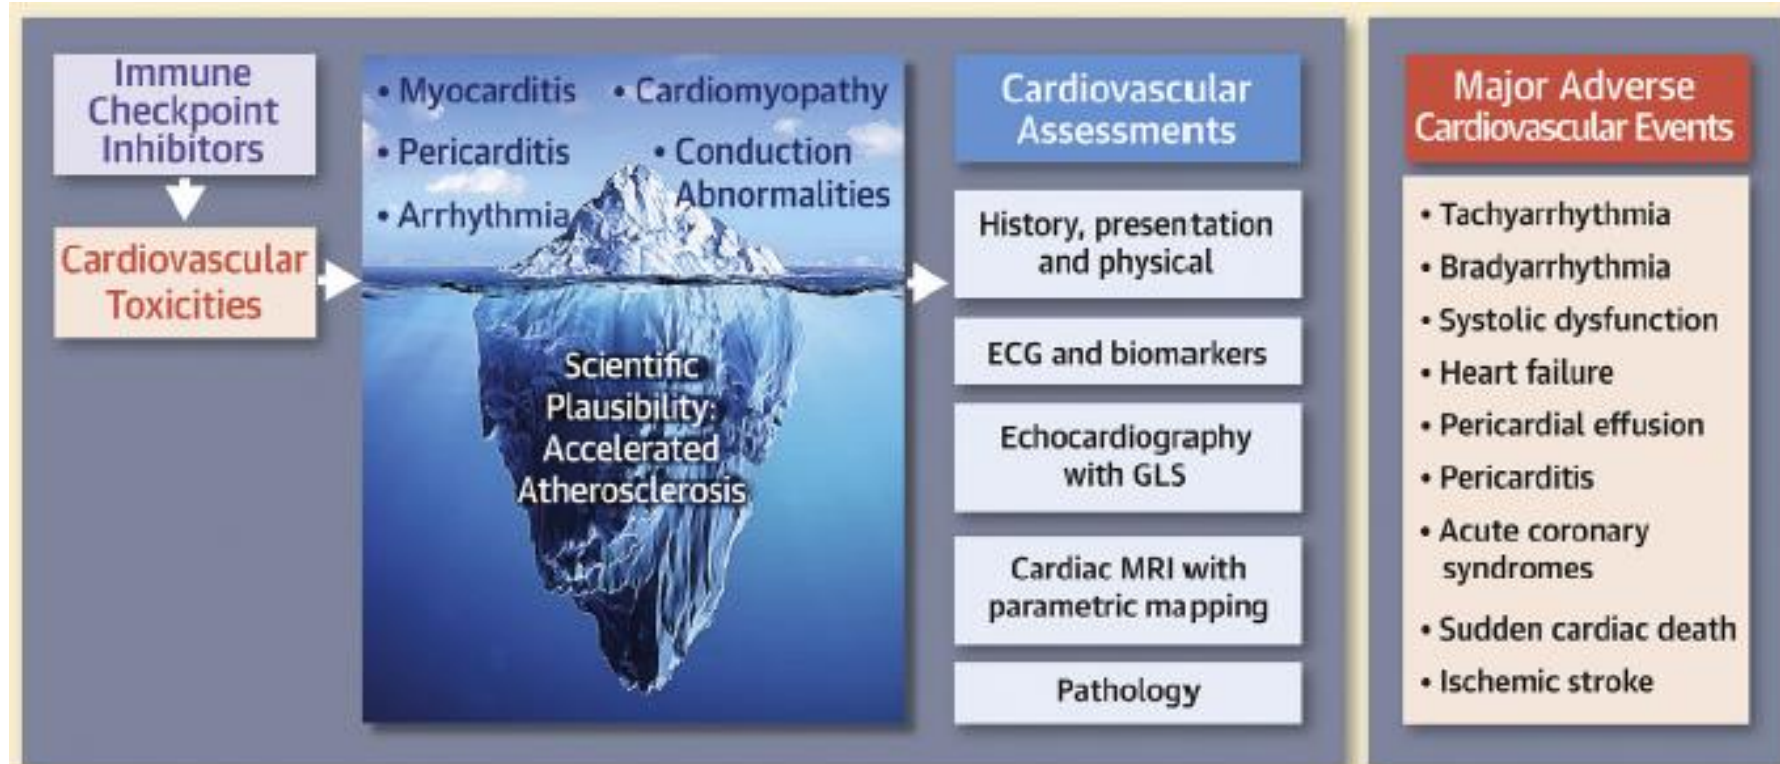 Immune
Checkpoint
Inhibitors
Cardiovascular
Toxicities
• Myocarditis
• Cardiomyopathy
• Pericarditis
• Conduction
Abnormalities
• Arrhythmia
Scientific
Plausibility:
Accelerated
Atherosclerosis
Cardiovascular
Assessments
History, presentation
and physical
ECG and biomarkers
Echocardiography
with GLS
Cardiac MRI with
parametric mapping
Pathology
Major Adverse
Cardiovascular Events
• Tachyarrhythmia
• Bradyarrhythmia
• Systolic dysfunction
• Heart failure
• Pericardial effusion
• Pericarditis
• Acute coronary
syndromes
• Sudden cardiac death
• Ischemic stroke